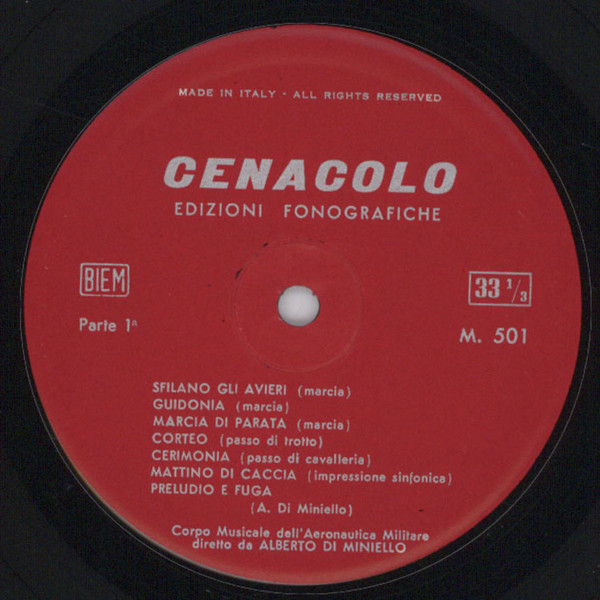 MADE IN ITALY • ALL RIGHTS RESERVED
CENACOLO
EDIZIONI FONOGRAFICHE
BIEM
33 1/3
Parte 1ª
M. 501
SFILANO GLI AVIERI (marcia)
GUIDONIA (marcia)
MARCIA DI PARATA (marcia)
CORTEO (passo di trotto)
CERIMONIA (passo di cavalleria)
MATTINO DI CACCIA (impressione sinfonica)
PRELUDIO E FUGA
(A. Di Miniello)
Corpo Musicale dell'Aeronautica Militare
diretto da ALBERTO DI MINIELLO